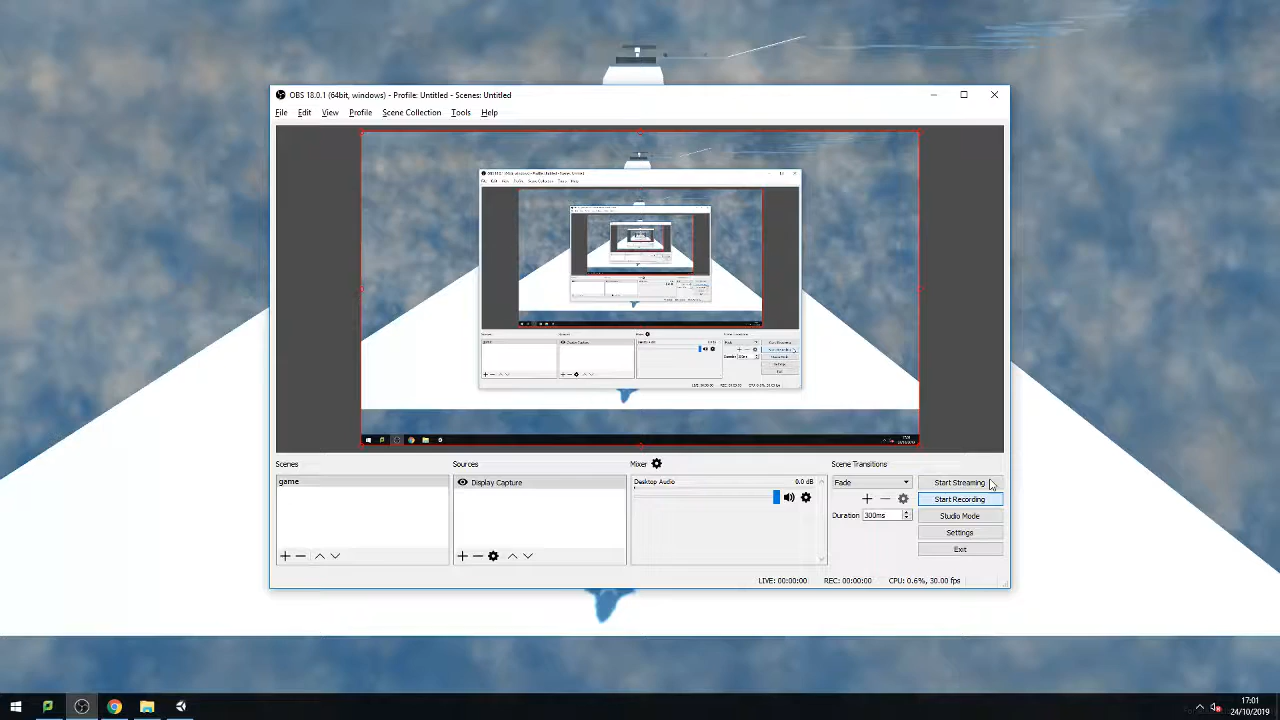 OBS 18.0.1 (64bit, windows) - Profile: Untitled - Scenes: Untitled
File Edit View Profile Scene Collection Tools Help
Scenes
game
Sources
Display Capture
Mixer
Desktop Audio 0.0 dB
Scene Transitions
Fade
Duration 300ms
Start Streaming
Start Recording
Studio Mode
Settings
Exit
LIVE: 00:00:00 REC: 00:00:00 CPU: 0.6%, 30.00 fps
17:01
24/10/2019